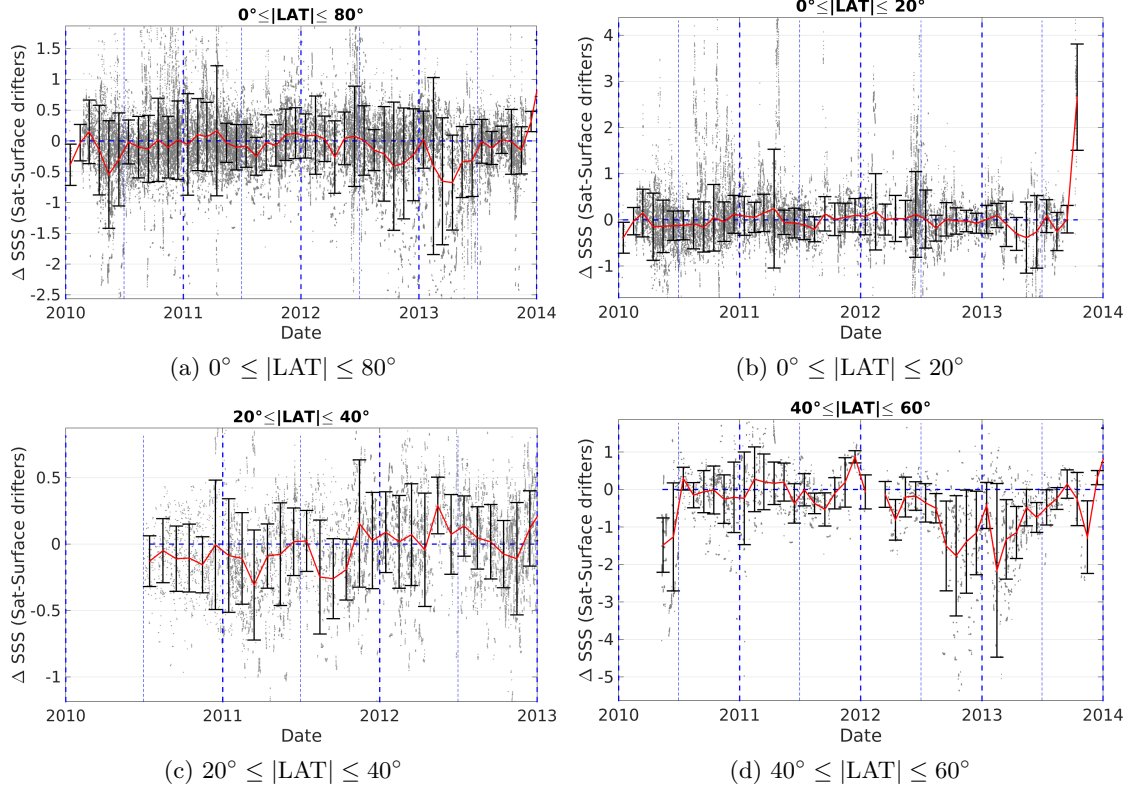 0°≤|LAT|≤ 80°
Δ SSS (Sat-Surface drifters)
1.5
1
0.5
0
-0.5
-1
-1.5
-2
-2.5
2010
2011
2012
2013
2014
Date
(a) 0° ≤ |LAT| ≤ 80°
0°≤|LAT|≤ 20°
Δ SSS (Sat-Surface drifters)
4
3
2
1
0
-1
2010
2011
2012
2013
2014
Date
(b) 0° ≤ |LAT| ≤ 20°
20°≤|LAT|≤ 40°
Δ SSS (Sat-Surface drifters)
0.5
0
-0.5
-1
2010
2011
2012
2013
Date
(c) 20° ≤ |LAT| ≤ 40°
40°≤|LAT|≤ 60°
Δ SSS (Sat-Surface drifters)
1
0
-1
-2
-3
-4
-5
2010
2011
2012
2013
2014
Date
(d) 40° ≤ |LAT| ≤ 60°